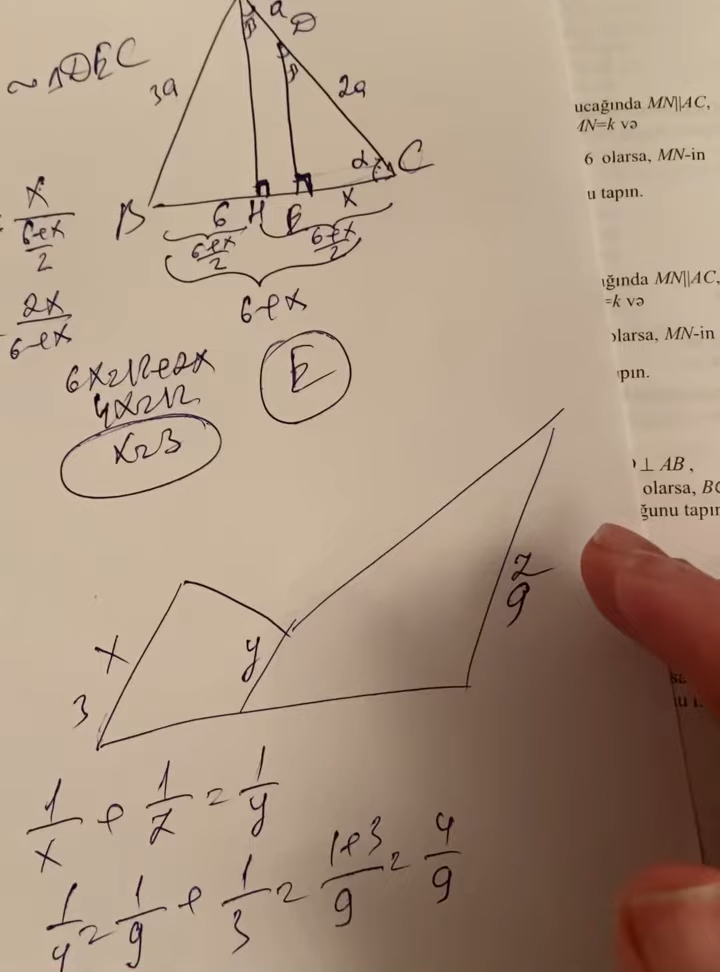 a
D
~ △DEC
3a
2a
α
C
B
6
H
E
x
x / (6+x)/2
(6+x)/2
(6+x)/2
6+x
2x / (6+x)
6x=12+2x
4x=12
x=3
E
ucağında MN||AC,
MN=k və
6 olarsa, MN-in
u tapın.
ığında MN||AC,
=k və
olarsa, MN-in
pın.
⊥ AB ,
olarsa, BC
ğunu tapın
x
3
y
z
9
1/x + 1/z = 1/y
1/y = 1/9 + 1/3 = (1+3)/9 = 4/9